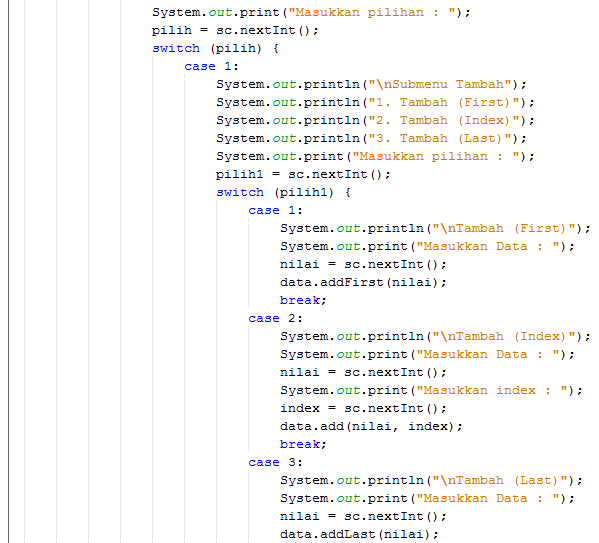 System.out.print("Masukkan pilihan : ");
pilih = sc.nextInt();
switch (pilih) {
case 1:
System.out.println("\nSubmenu Tambah");
System.out.println("1. Tambah (First)");
System.out.println("2. Tambah (Index)");
System.out.println("3. Tambah (Last)");
System.out.print("Masukkan pilihan : ");
pilih1 = sc.nextInt();
switch (pilih1) {
case 1:
System.out.println("\nTambah (First)");
System.out.print("Masukkan Data : ");
nilai = sc.nextInt();
data.addFirst(nilai);
break;
case 2:
System.out.println("\nTambah (Index)");
System.out.print("Masukkan Data : ");
nilai = sc.nextInt();
System.out.print("Masukkan index : ");
index = sc.nextInt();
data.add(nilai, index);
break;
case 3:
System.out.println("\nTambah (Last)");
System.out.print("Masukkan Data : ");
nilai = sc.nextInt();
data.addLast(nilai);